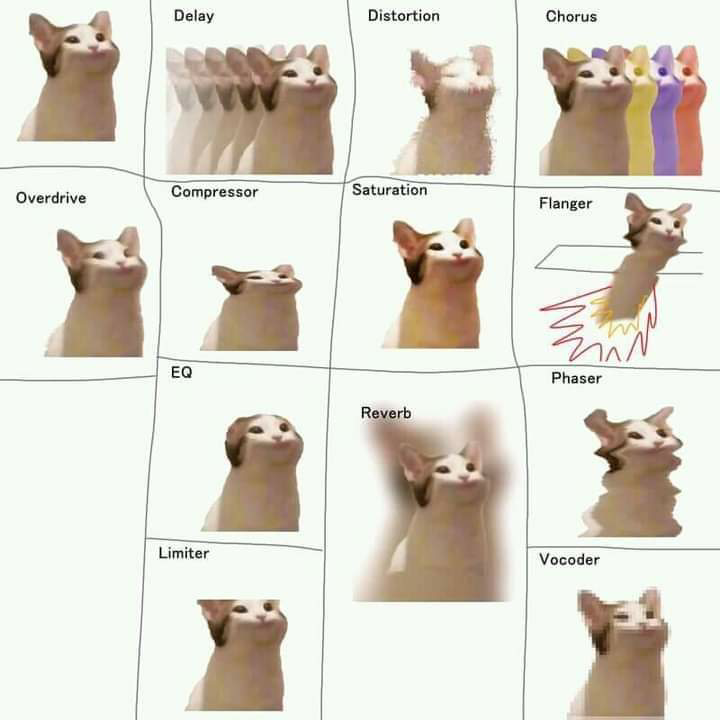 Delay
Distortion
Chorus
Overdrive
Compressor
Saturation
Flanger
EQ
Reverb
Phaser
Limiter
Vocoder